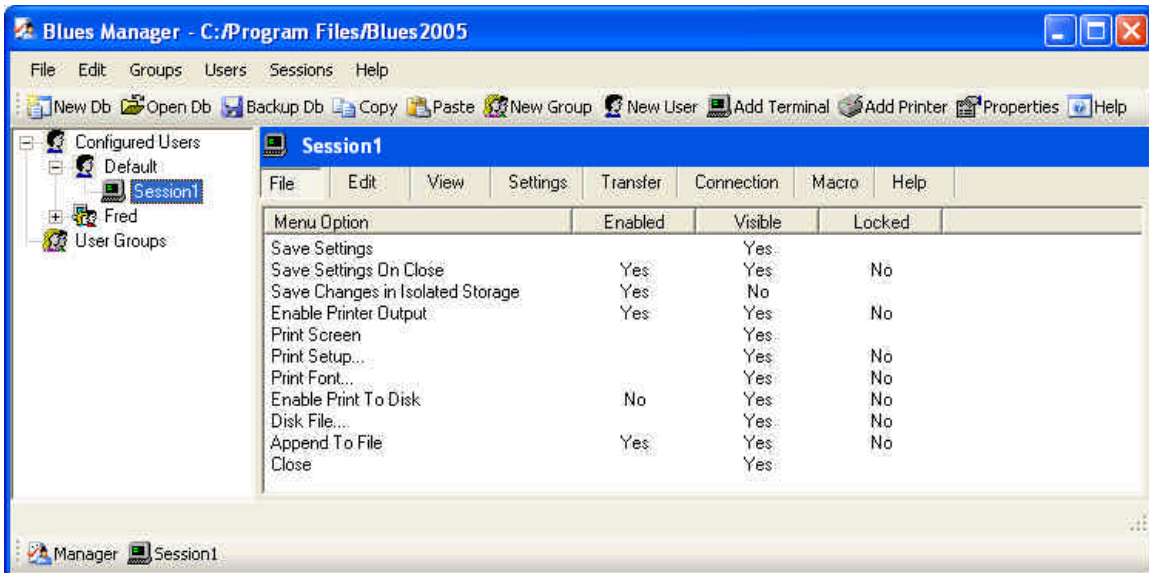 Blues Manager - C:/Program Files/Blues2005
File Edit Groups Users Sessions Help
New Db Open Db Backup Db Copy Paste New Group New User Add Terminal Add Printer Properties Help
Configured Users
Default
Session1
Fred
User Groups
Session1
File Edit View Settings Transfer Connection Macro Help
Menu Option Enabled Visible Locked
Save Settings Yes
Save Settings On Close Yes Yes No
Save Changes in Isolated Storage Yes No
Enable Printer Output Yes Yes No
Print Screen Yes
Print Setup... Yes No
Print Font... Yes No
Enable Print To Disk No Yes No
Disk File.... Yes No
Append To File Yes Yes No
Close Yes
Manager Session1